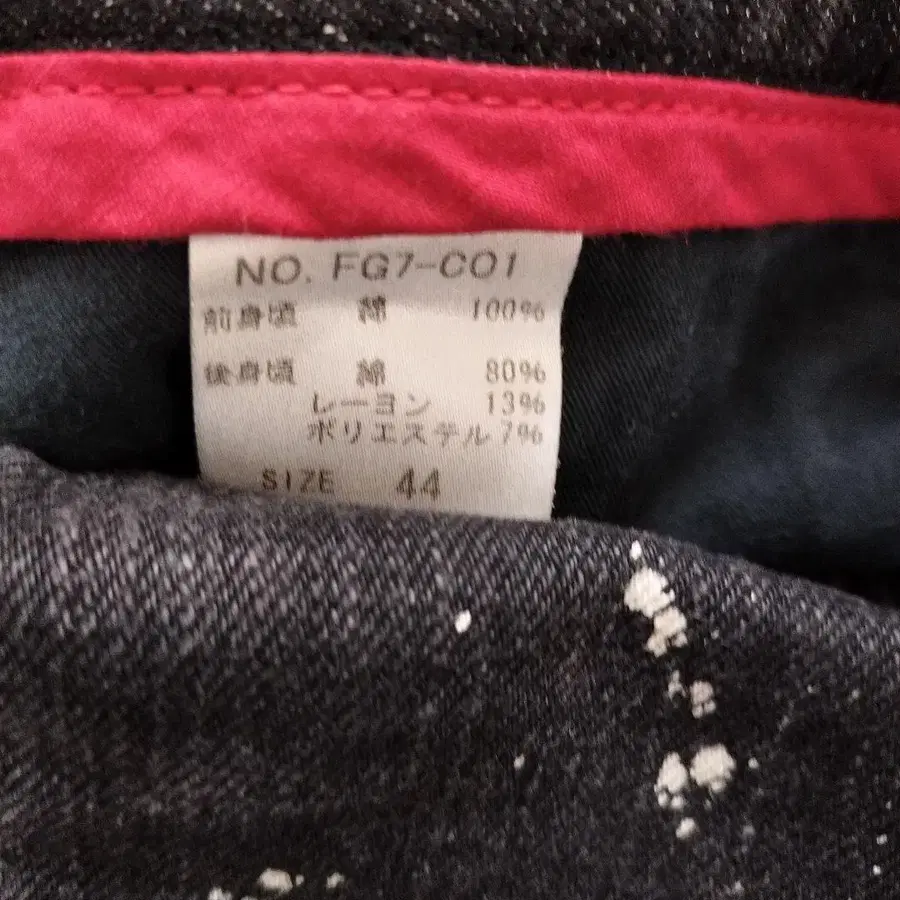 NO. FG7-CO1
前身頃 綿 100%
後身頃 綿 80%
レーヨン 13%
ポリエステル 7%
SIZE 44